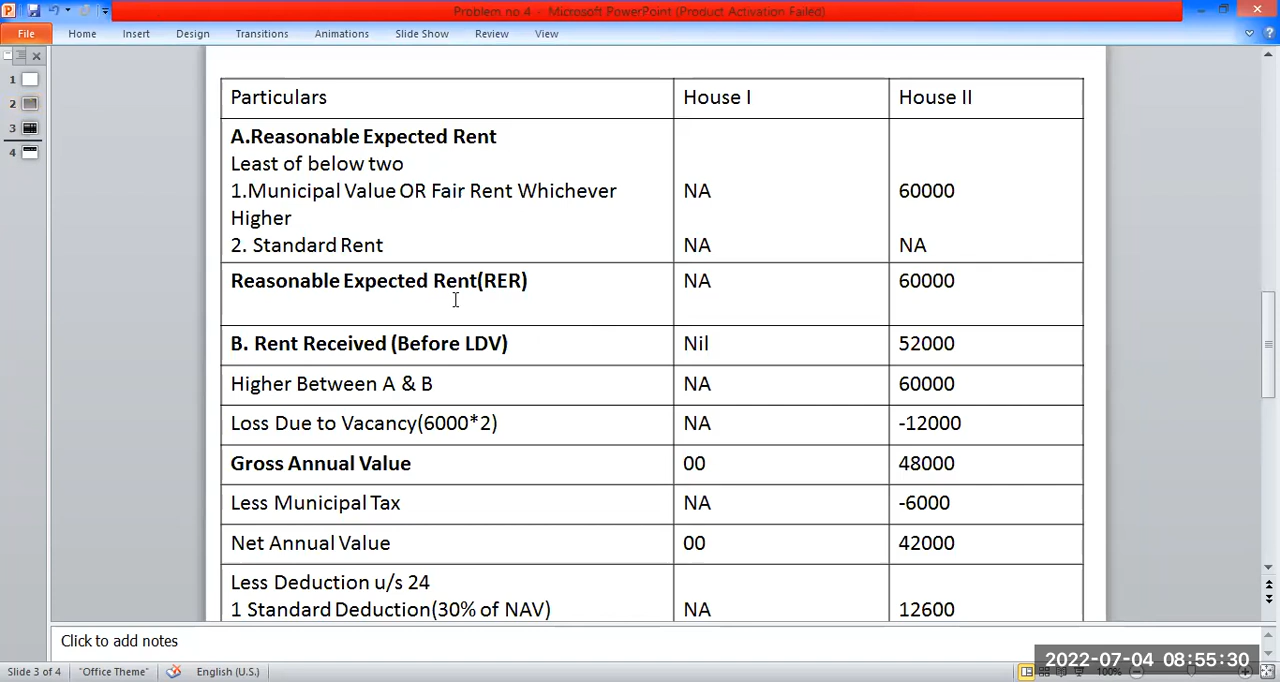 Problem no 4 - Microsoft PowerPoint (Product Activation Failed)
File Home Insert Design Transitions Animations Slide Show Review View
1
2
3
4
Particulars House I House II
A.Reasonable Expected Rent
Least of below two
1.Municipal Value OR Fair Rent Whichever NA 60000
Higher
2. Standard Rent NA NA
Reasonable Expected Rent(RER) NA 60000
B. Rent Received (Before LDV) Nil 52000
Higher Between A & B NA 60000
Loss Due to Vacancy(6000*2) NA -12000
Gross Annual Value 00 48000
Less Municipal Tax NA -6000
Net Annual Value 00 42000
Less Deduction u/s 24
1 Standard Deduction(30% of NAV) NA 12600
Click to add notes
2022-07-04 08:55:30
Slide 3 of 4 "Office Theme" English (U.S.) 100%